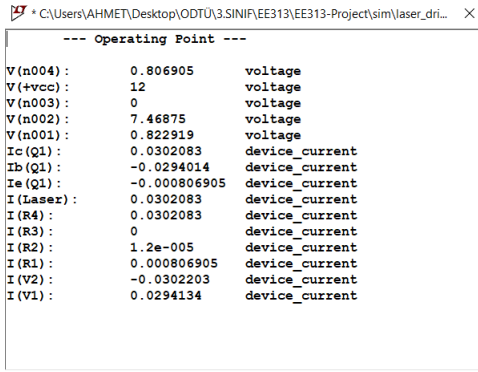 * C:\Users\AHMET\Desktop\ODTÜ\3.SINIF\EE313\EE313-Project\sim\laser_dri...
--- Operating Point ---
V(n004): 0.806905 voltage
V(+vcc): 12 voltage
V(n003): 0 voltage
V(n002): 7.46875 voltage
V(n001): 0.822919 voltage
Ic(Q1): 0.0302083 device_current
Ib(Q1): -0.0294014 device_current
Ie(Q1): -0.000806905 device_current
I(Laser): 0.0302083 device_current
I(R4): 0.0302083 device_current
I(R3): 0 device_current
I(R2): 1.2e-005 device_current
I(R1): 0.000806905 device_current
I(V2): -0.0302203 device_current
I(V1): 0.0294134 device_current